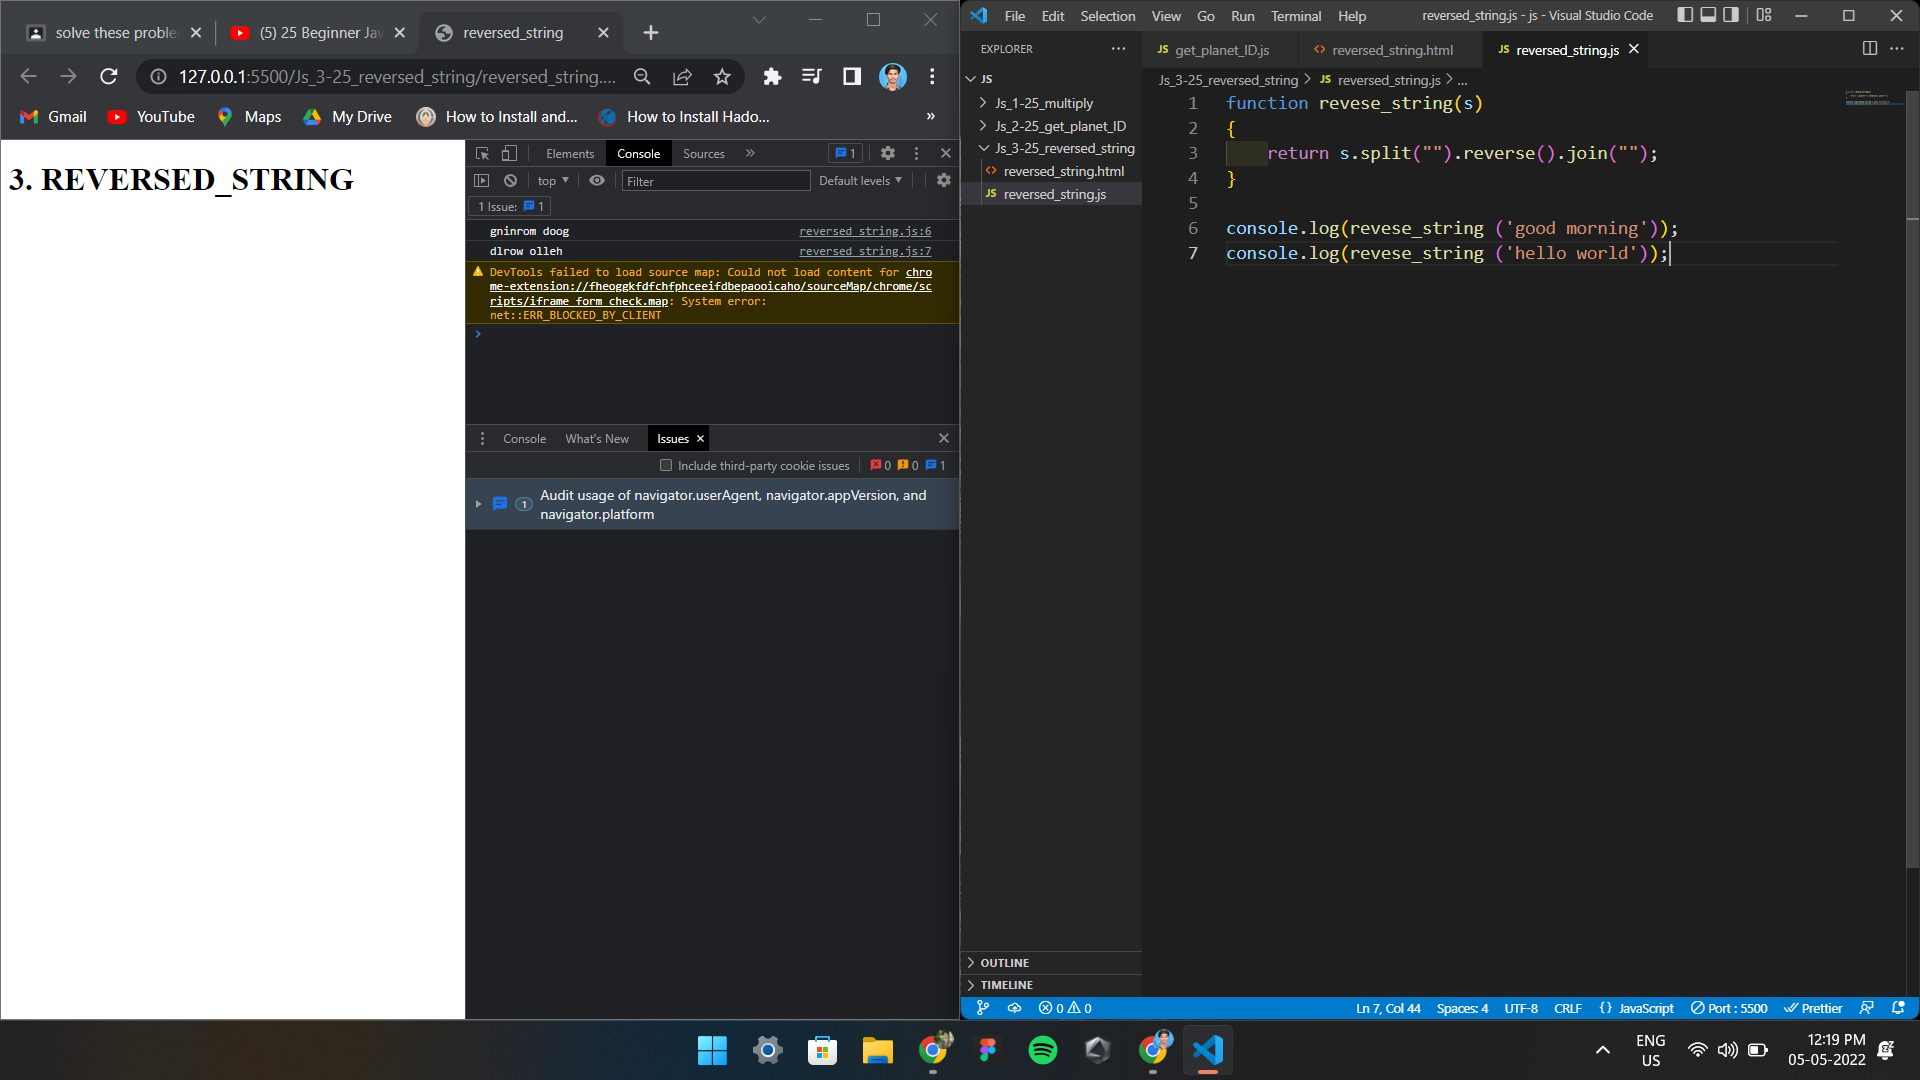 solve these proble
(5) 25 Beginner Jav
reversed_string
127.0.0.1:5500/Js_3-25_reversed_string/reversed_string....
Gmail
YouTube
Maps
My Drive
How to Install and...
How to Install Hado...
»
3. REVERSED_STRING
Elements
Console
Sources
»
1
top
Filter
Default levels
1 Issue:
1
gninrom doog
reversed_string.js:6
dlrow olleh
reversed_string.js:7
DevTools failed to load source map: Could not load content for chro
me-extension://fheoggkfdfchfphceeifdbepaooicaho/sourceMap/chrome/sc
ripts/iframe_form_check.map: System error:
net::ERR_BLOCKED_BY_CLIENT
Console
What's New
Issues
Include third-party cookie issues
0
0
1
1
Audit usage of navigator.userAgent, navigator.appVersion, and
navigator.platform
File
Edit
Selection
View
Go
Run
Terminal
Help
reversed_string.js - js - Visual Studio Code
EXPLORER
JS
Js_1-25_multiply
Js_2-25_get_planet_ID
Js_3-25_reversed_string
reversed_string.html
JS reversed_string.js
OUTLINE
TIMELINE
JS get_planet_ID.js
reversed_string.html
JS reversed_string.js
Js_3-25_reversed_string > JS reversed_string.js > ...
1 function revese_string(s)
2 {
3 return s.split("").reverse().join("");
4 }
5
6 console.log(revese_string ('good morning'));
7 console.log(revese_string ('hello world'));
0
0
Ln 7, Col 44
Spaces: 4
UTF-8
CRLF
{} JavaScript
Port : 5500
Prettier
ENG
US
12:19 PM
05-05-2022